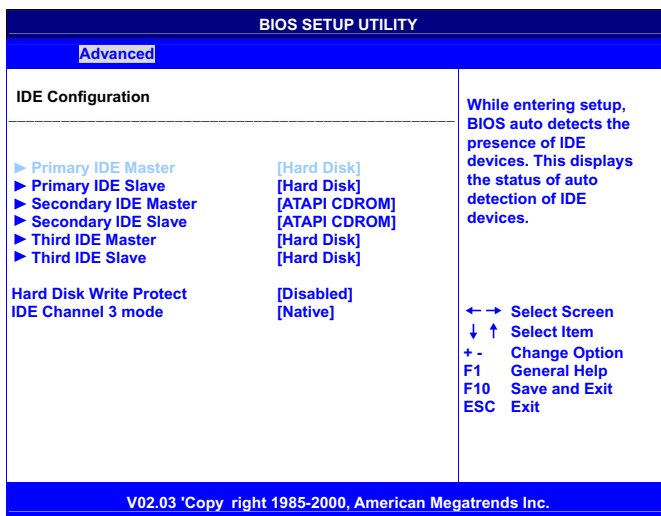 BIOS SETUP UTILITY
Advanced
IDE Configuration
► Primary IDE Master [Hard Disk]
► Primary IDE Slave [Hard Disk]
► Secondary IDE Master [ATAPI CDROM]
► Secondary IDE Slave [ATAPI CDROM]
► Third IDE Master [Hard Disk]
► Third IDE Slave [Hard Disk]
Hard Disk Write Protect [Disabled]
IDE Channel 3 mode [Native]
While entering setup,
BIOS auto detects the
presence of IDE
devices. This displays
the status of auto
detection of IDE
devices.
←→ Select Screen
↓ ↑ Select Item
+ - Change Option
F1 General Help
F10 Save and Exit
ESC Exit
V02.03 'Copy right 1985-2000, American Megatrends Inc.